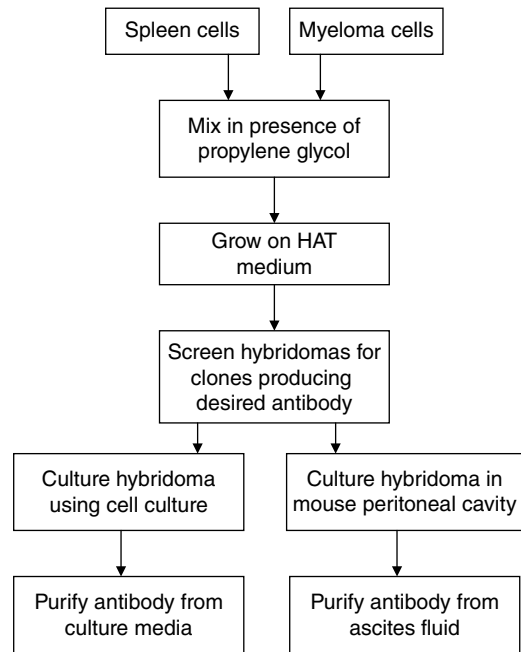 Spleen cells
Myeloma cells
Mix in presence of
propylene glycol
Grow on HAT
medium
Screen hybridomas for
clones producing
desired antibody
Culture hybridoma
using cell culture
Culture hybridoma in
mouse peritoneal cavity
Purify antibody from
culture media
Purify antibody from
ascites fluid